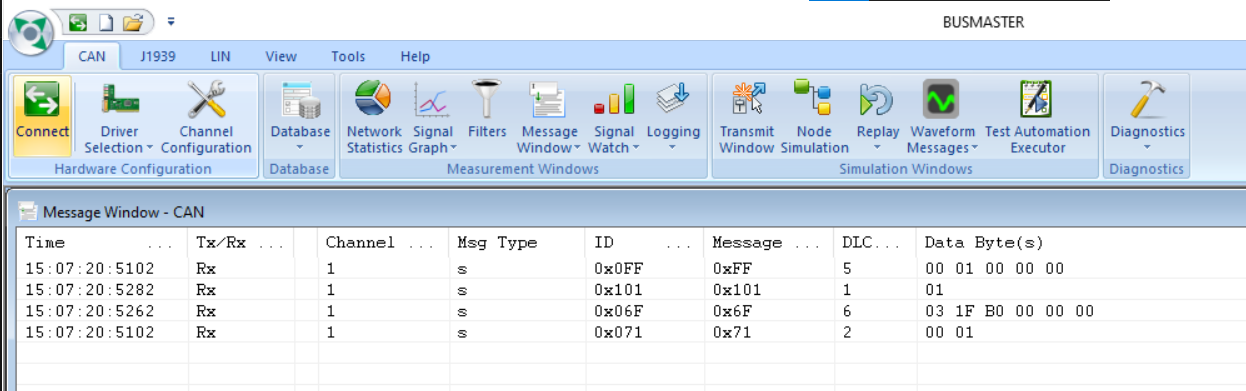 BUSMASTER
CAN J1939 LIN View Tools Help
Connect Driver Selection Channel Configuration Database Network Statistics Signal Graph Filters Message Window Signal Watch Logging Transmit Window Node Simulation Replay Waveform Messages Test Automation Executor Diagnostics
Hardware Configuration Database Measurement Windows Simulation Windows Diagnostics
Message Window - CAN
Time ... Tx/Rx ... Channel ... Msg Type ID ... Message ... DLC... Data Byte(s)
15:07:20:5102 Rx 1 s 0x0FF 0xFF 5 00 01 00 00 00
15:07:20:5282 Rx 1 s 0x101 0x101 1 01
15:07:20:5262 Rx 1 s 0x06F 0x6F 6 03 1F B0 00 00 00
15:07:20:5102 Rx 1 s 0x071 0x71 2 00 01